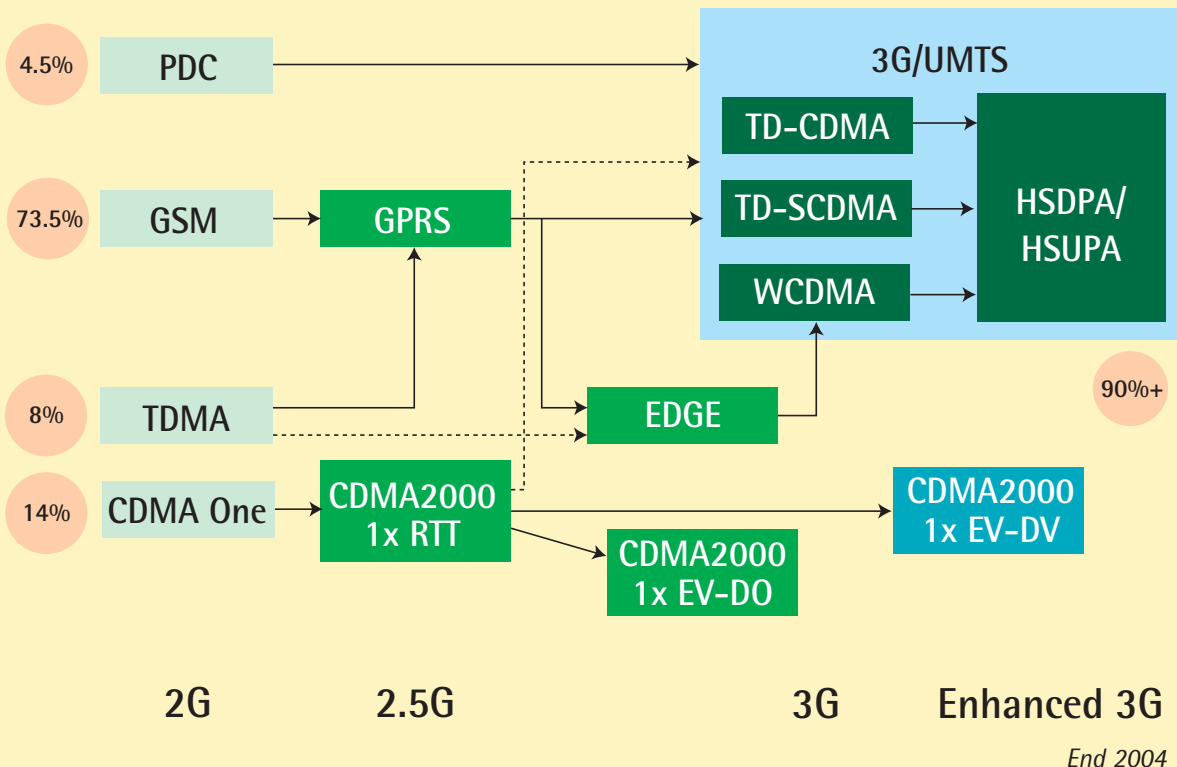 4.5%
PDC
3G/UMTS
TD-CDMA
73.5%
GSM
GPRS
TD-SCDMA
HSDPA/
HSUPA
WCDMA
8%
TDMA
EDGE
90%+
14%
CDMA One
CDMA2000
1x RTT
CDMA2000
1x EV-DV
CDMA2000
1x EV-DO
2G
2.5G
3G
Enhanced 3G
End 2004